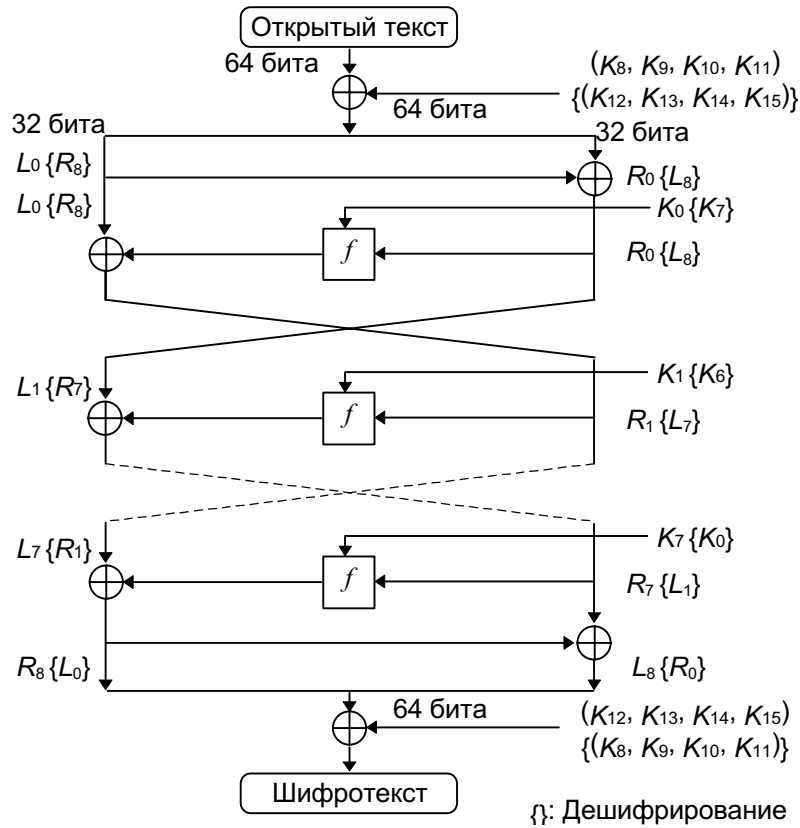 Открытый текст
64 бита
(K8, K9, K10, K11)
64 бита
{(K12, K13, K14, K15)}
32 бита
32 бита
L0 {R8}
R0 {L8}
L0 {R8}
K0 {K7}
f
R0 {L8}
K1 {K6}
L1 {R7}
f
R1 {L7}
K7 {K0}
L7 {R1}
f
R7 {L1}
R8 {L0}
L8 {R0}
64 бита
(K12, K13, K14, K15)
{(K8, K9, K10, K11)}
Шифротекст
{}: Дешифрирование